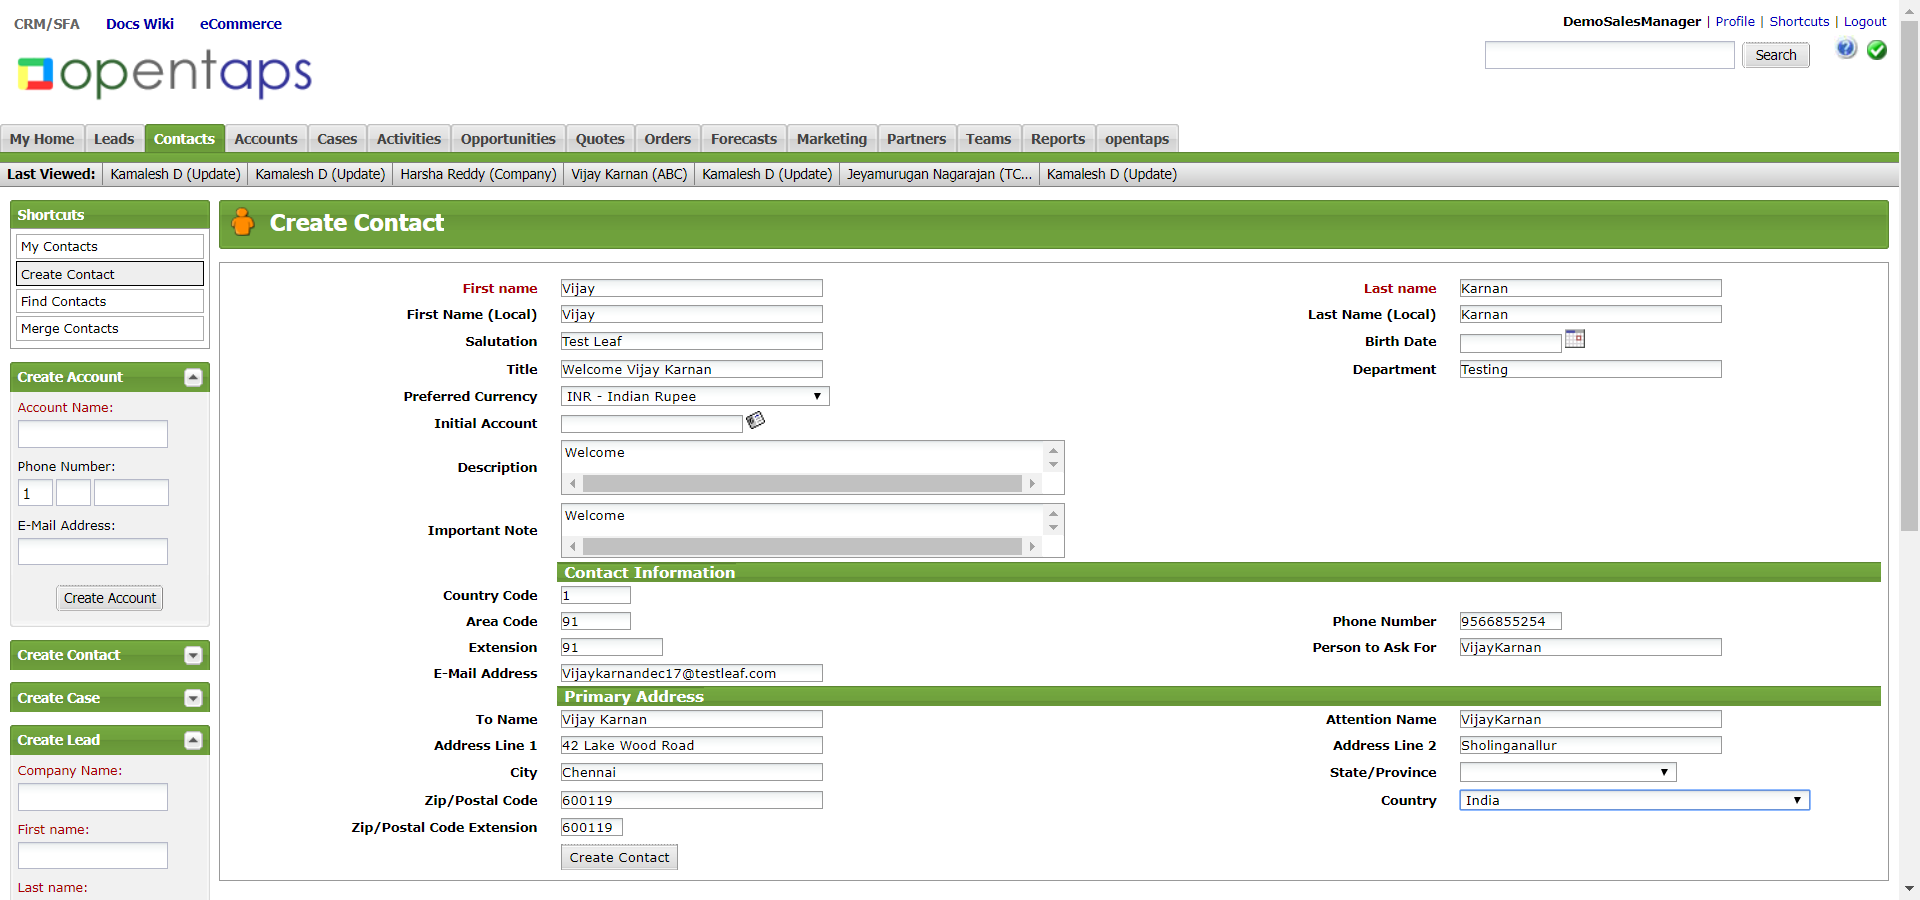 CRM/SFA Docs Wiki eCommerce
DemoSalesManager | Profile | Shortcuts | Logout
opentaps
Search
My Home Leads Contacts Accounts Cases Activities Opportunities Quotes Orders Forecasts Marketing Partners Teams Reports opentaps
Last Viewed: Kamalesh D (Update) Kamalesh D (Update) Harsha Reddy (Company) Vijay Karnan (ABC) Kamalesh D (Update) Jeyamurugan Nagarajan (TC... Kamalesh D (Update)
Shortcuts
My Contacts
Create Contact
Find Contacts
Merge Contacts
Create Account
Account Name:
Phone Number:
1
E-Mail Address:
Create Account
Create Contact
Create Case
Create Lead
Company Name:
First name:
Last name:
Create Contact
First name Vijay Last name Karnan
First Name (Local) Vijay Last Name (Local) Karnan
Salutation Test Leaf Birth Date
Title Welcome Vijay Karnan Department Testing
Preferred Currency INR - Indian Rupee
Initial Account
Description Welcome
Important Note Welcome
Contact Information
Country Code 1
Area Code 91 Phone Number 9566855254
Extension 91 Person to Ask For VijayKarnan
E-Mail Address Vijaykarnandec17@testleaf.com
Primary Address
To Name Vijay Karnan Attention Name VijayKarnan
Address Line 1 42 Lake Wood Road Address Line 2 Sholinganallur
City Chennai State/Province
Zip/Postal Code 600119 Country India
Zip/Postal Code Extension 600119
Create Contact